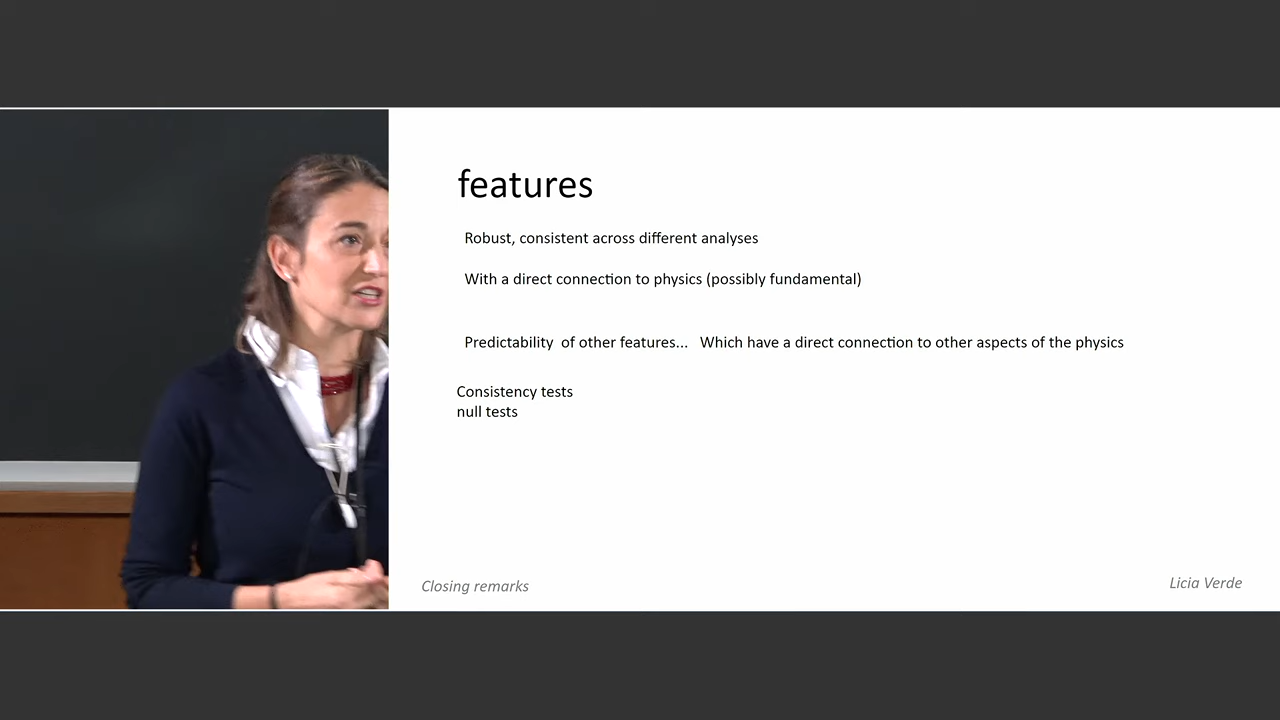 features
Robust, consistent across different analyses
With a direct connection to physics (possibly fundamental)
Predictability of other features... Which have a direct connection to other aspects of the physics
Consistency tests
null tests
Closing remarks
Licia Verde